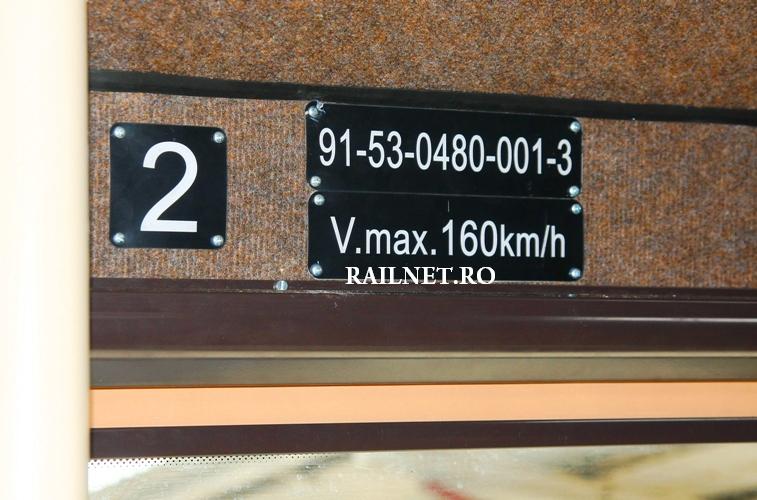 2
91-53-0480-001-3
V.max.160km/h
RAILNET.RO